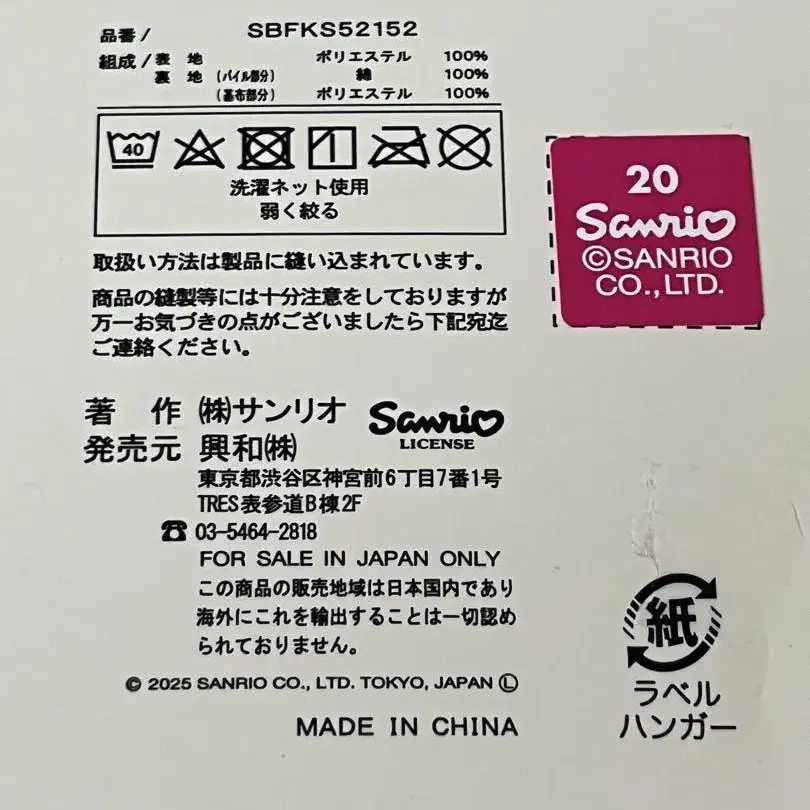 品番/ SBFKS52152
組成/表 地 ポリエステル 100%
裏 地 (パイル部分) 綿 100%
(基布部分) ポリエステル 100%
40
洗濯ネット使用
弱く絞る
取扱い方法は製品に縫い込まれています。
商品の縫製等には十分注意をしておりますが
万一お気づきの点がございましたら下記宛迄
ご連絡ください。
20
Sanrio
©SANRIO
CO.,LTD.
著 作 ㈱サンリオ Sanrio
LICENSE
発売元 興和㈱
東京都渋谷区神宮前6丁目7番1号
TRES表参道B棟2F
☎ 03-5464-2818
FOR SALE IN JAPAN ONLY
この商品の販売地域は日本国内であり
海外にこれを輸出することは一切認め
られておりません。
© 2025 SANRIO CO., LTD. TOKYO, JAPAN Ⓛ
MADE IN CHINA
紙
ラベル
ハンガー